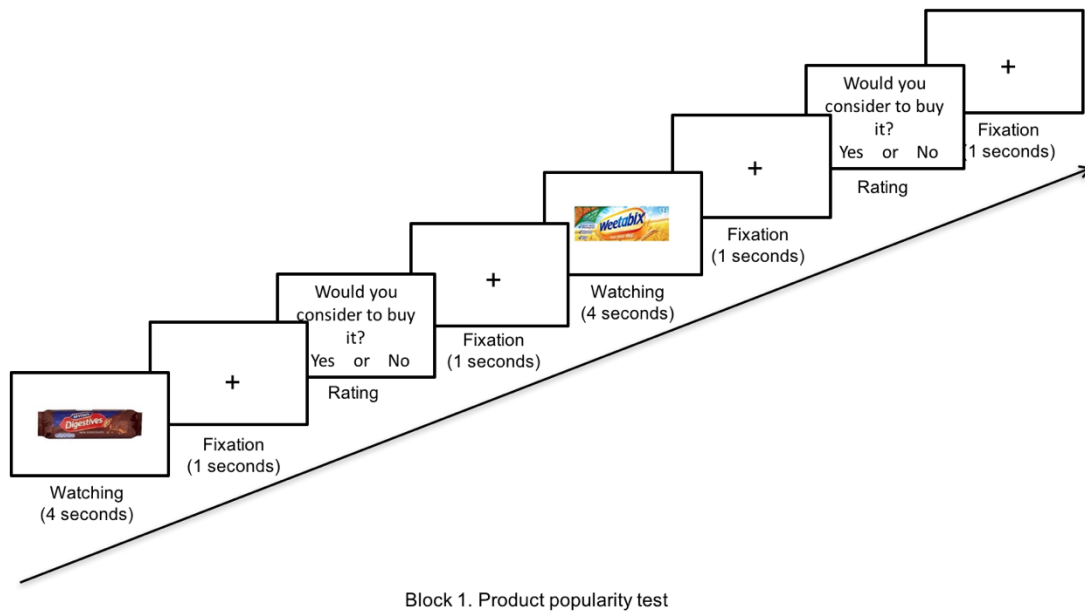 Digestives
Watching
(4 seconds)
+
Fixation
(1 seconds)
Would you
consider to buy
it?
Yes or No
Rating
+
Fixation
(1 seconds)
Weetabix
Watching
(4 seconds)
+
Fixation
(1 seconds)
Would you
consider to buy
it?
Yes or No
Rating
+
Fixation
(1 seconds)
Block 1. Product popularity test